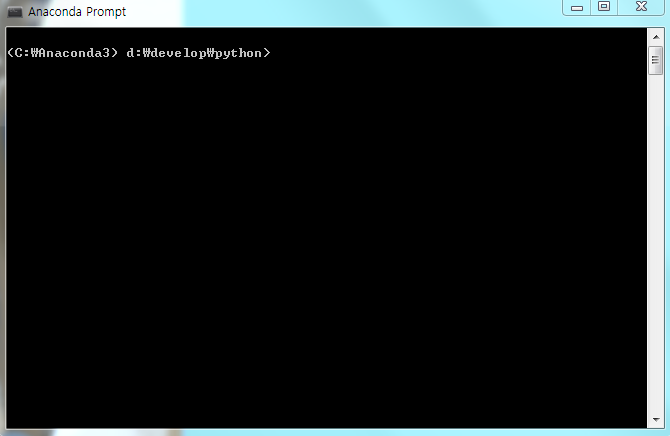 Anaconda Prompt
(C:₩Anaconda3) d:₩develop₩python>